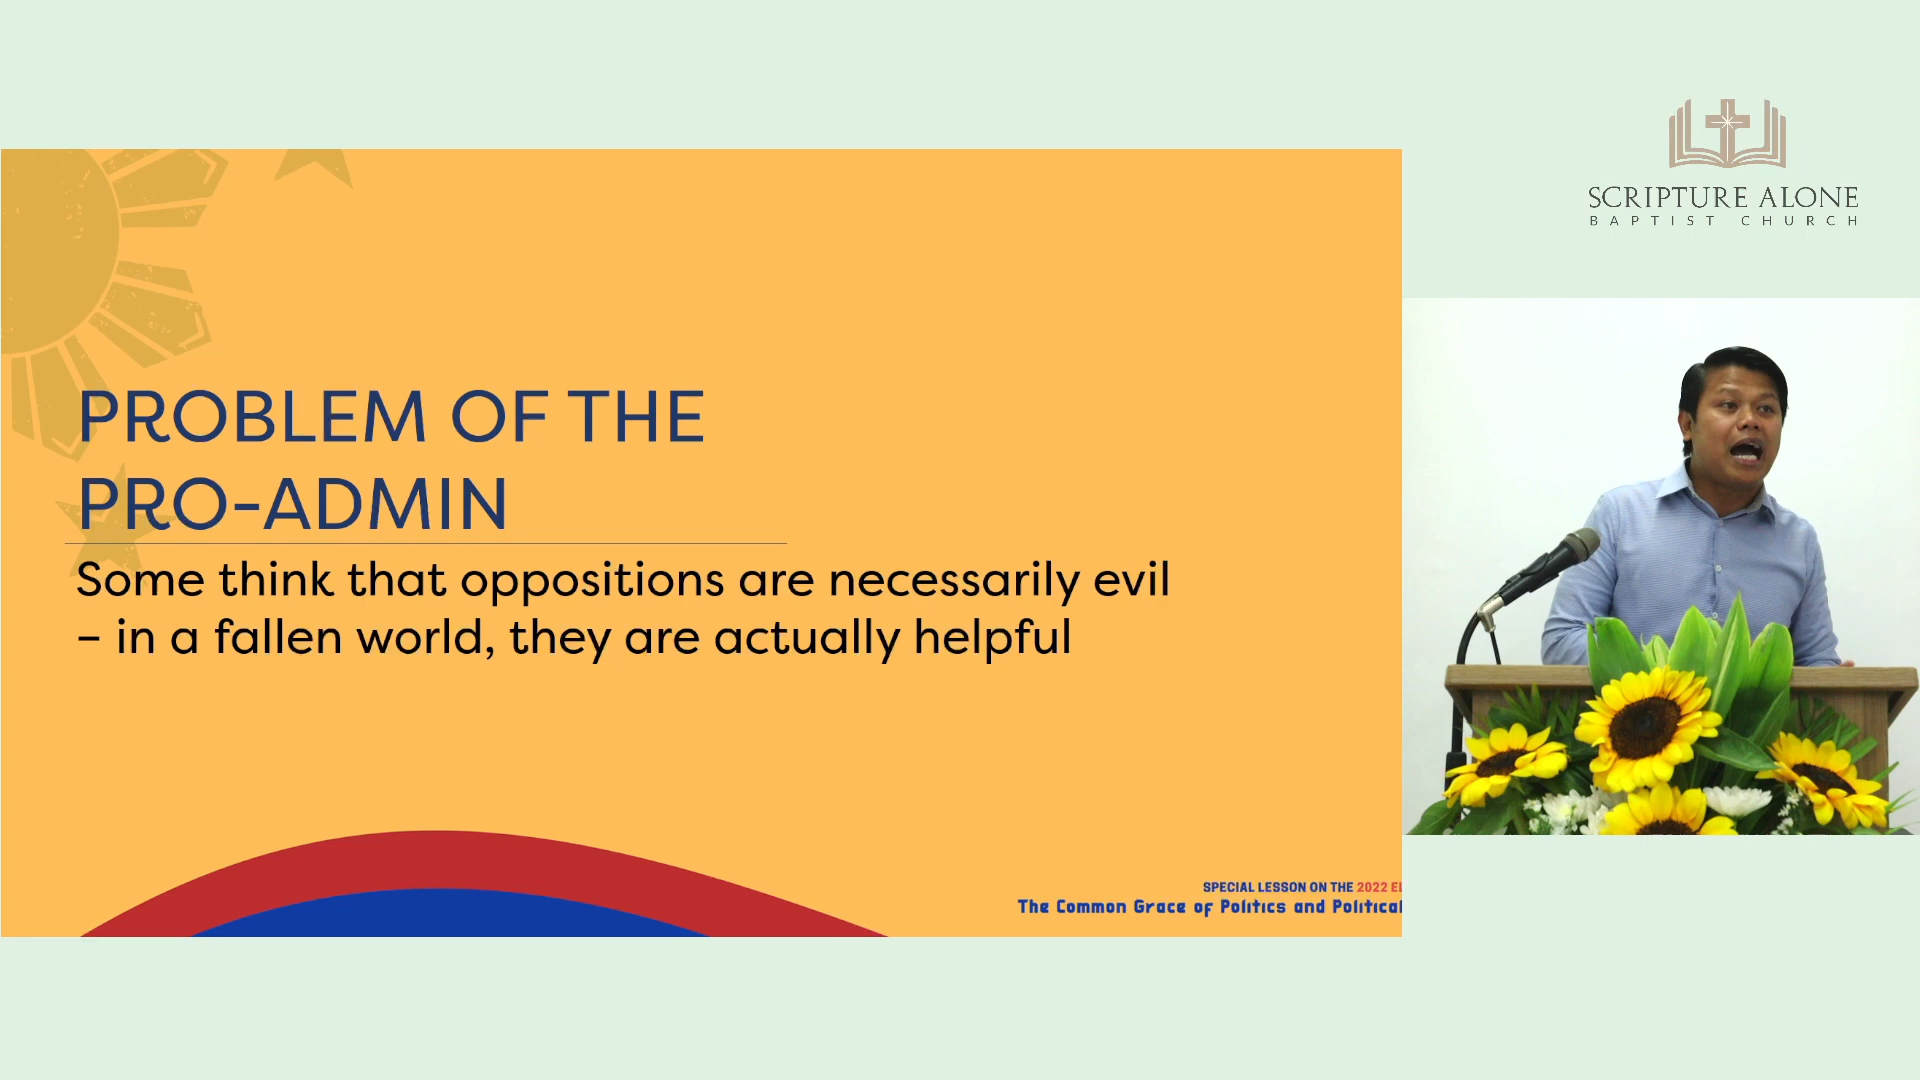 PROBLEM OF THE
PRO-ADMIN
Some think that oppositions are necessarily evil
– in a fallen world, they are actually helpful
SPECIAL LESSON ON THE 2022
The Common Grace of Politics and Political
SCRIPTURE ALONE
BAPTIST CHURCH